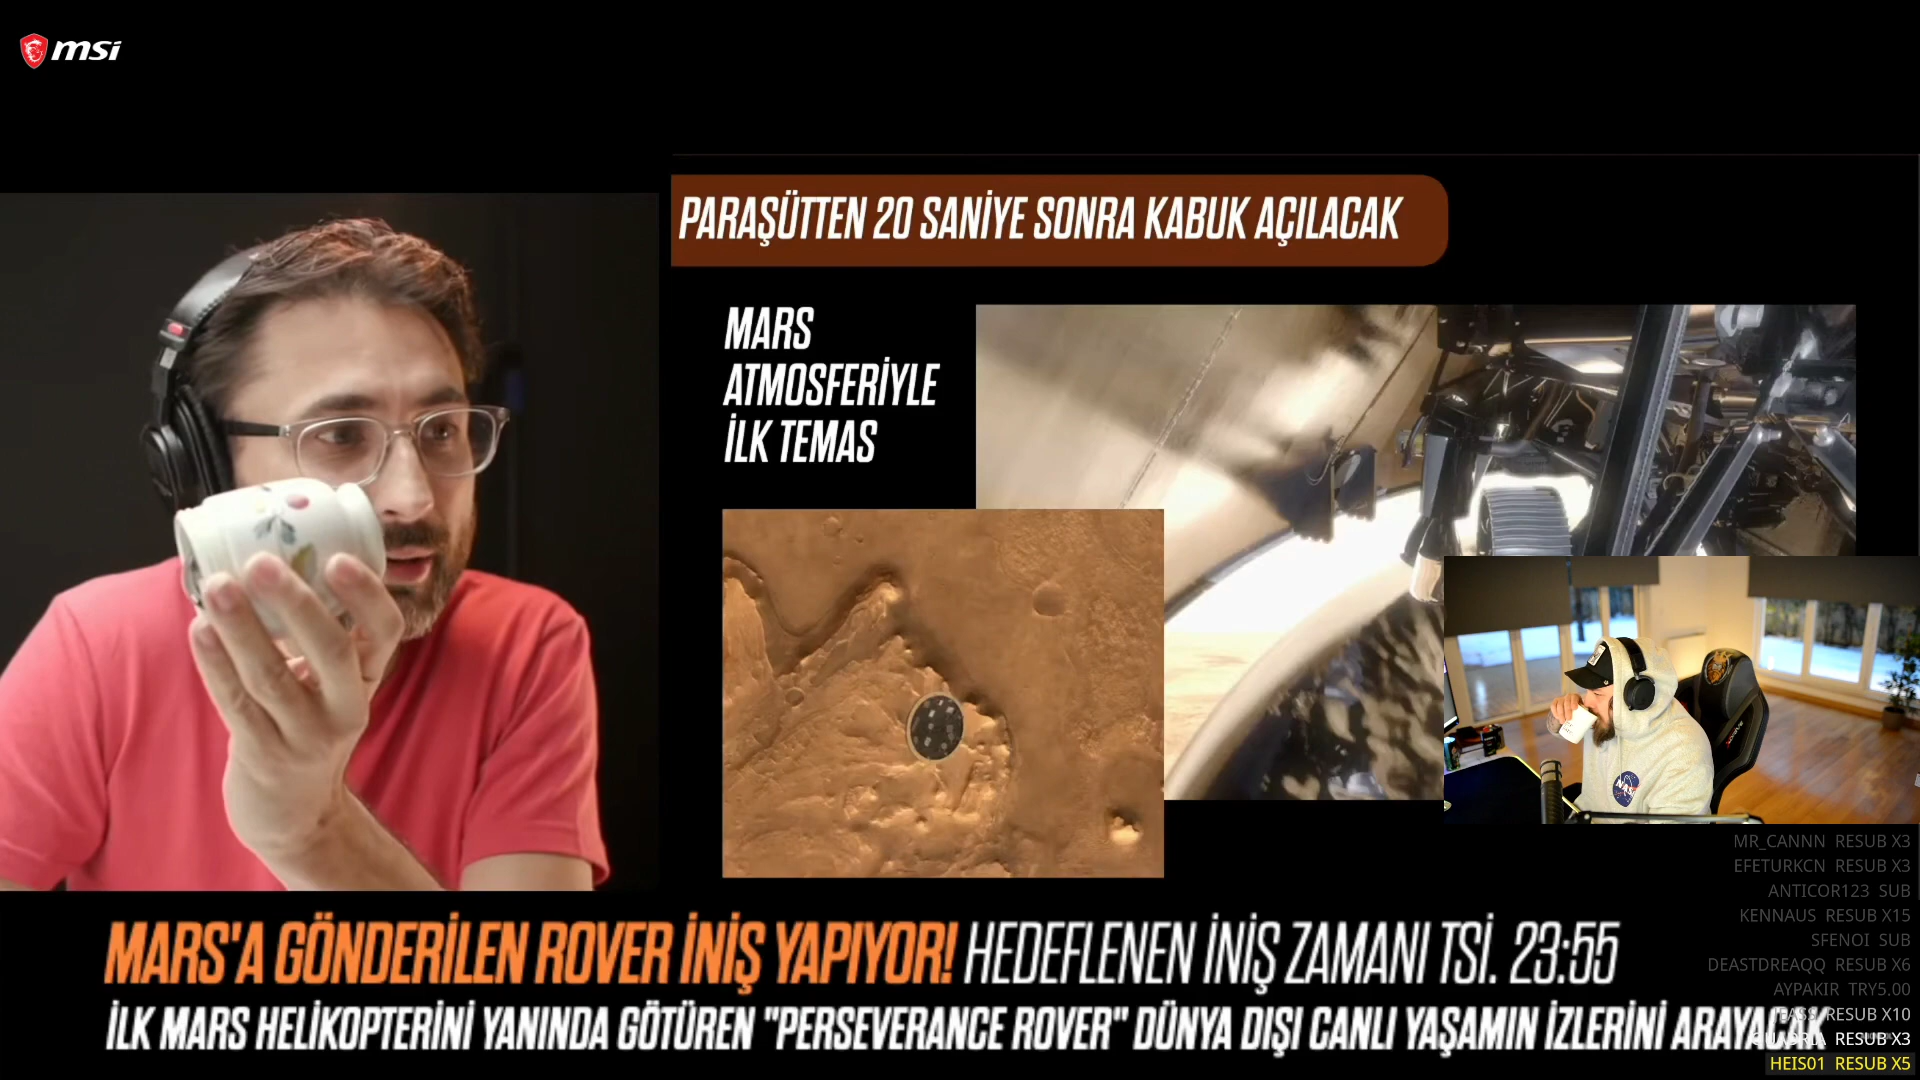 msi
PARAŞÜTTEN 20 SANİYE SONRA KABUK AÇILACAK
MARS
ATMOSFERİYLE
İLK TEMAS
MARS'A GÖNDERİLEN ROVER İNİŞ YAPIYOR! HEDEFLENEN İNİŞ ZAMANI TSİ. 23:55
İLK MARS HELİKOPTERİNİ YANINDA GÖTÜREN "PERSEVERANCE ROVER" DÜNYA DIŞI CANLI YAŞAMIN İZLERİNİ ARAYACAK
MR_CANNN RESUB X3
EFETURKCN RESUB X3
ANTICOR123 SUB
KENNAUS RESUB X15
SFENOI SUB
DEASTDREAQQ RESUB X6
AYPAKIR TRY5.00
RESUB X10
RESUB X3
HEIS01 RESUB X5